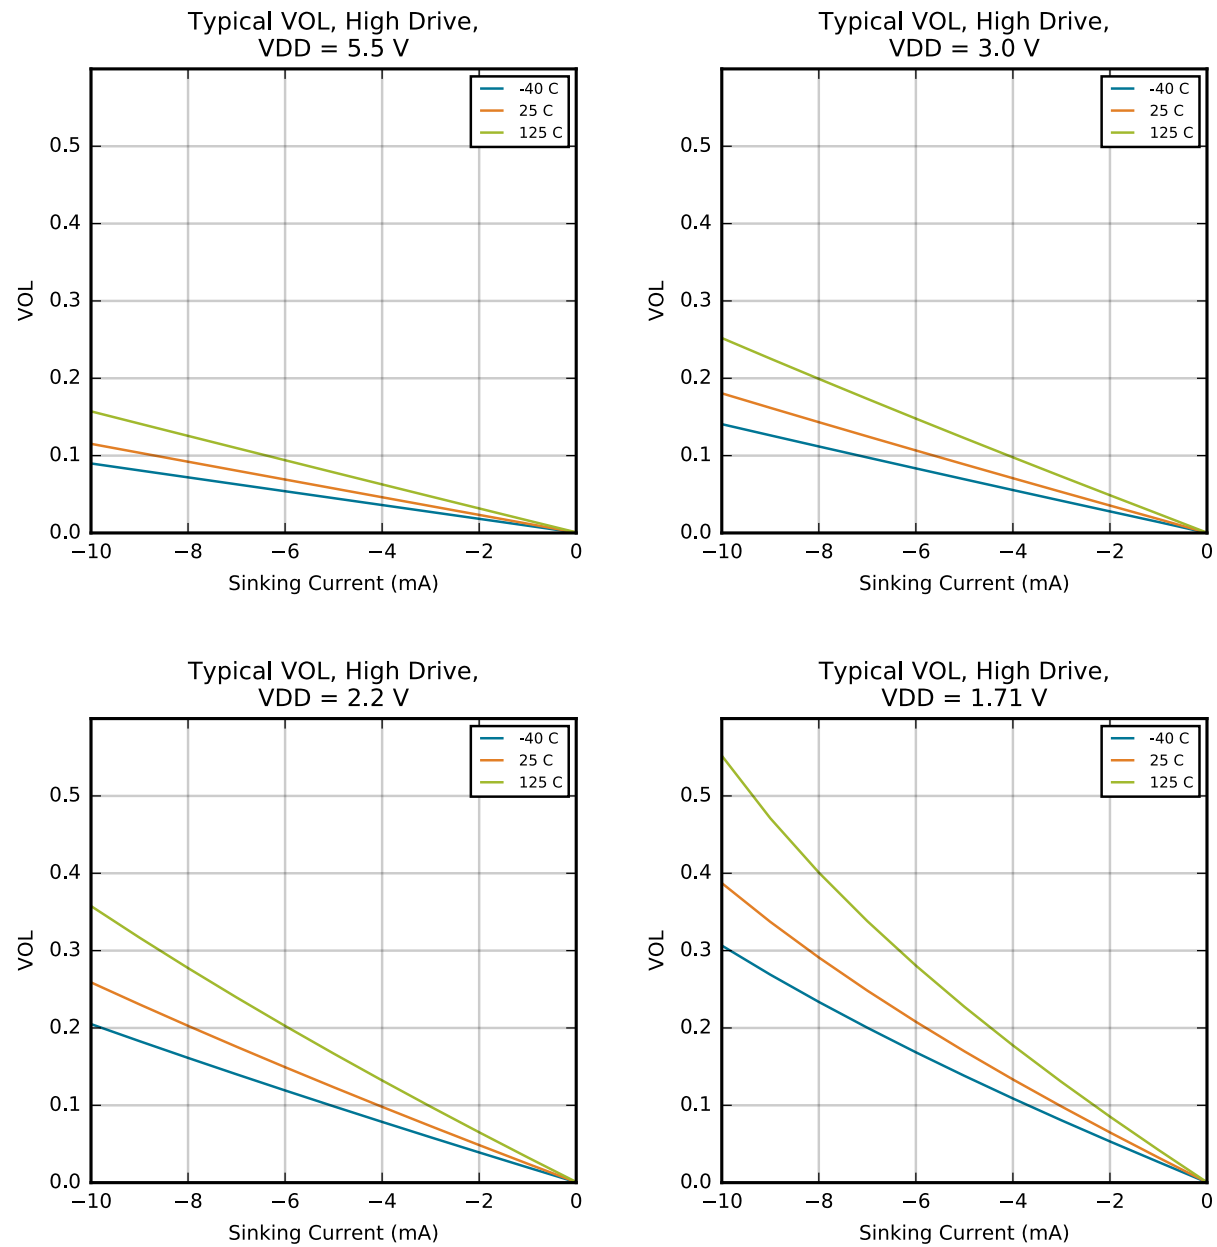 Typical VOL, High Drive,
VDD = 5.5 V
-40 C
25 C
125 C
0.5
0.4
0.3
0.2
0.1
0.0
VOL
−10
−8
−6
−4
−2
0
Sinking Current (mA)
Typical VOL, High Drive,
VDD = 3.0 V
-40 C
25 C
125 C
0.5
0.4
0.3
0.2
0.1
0.0
VOL
−10
−8
−6
−4
−2
0
Sinking Current (mA)
Typical VOL, High Drive,
VDD = 2.2 V
-40 C
25 C
125 C
0.5
0.4
0.3
0.2
0.1
0.0
VOL
−10
−8
−6
−4
−2
0
Sinking Current (mA)
Typical VOL, High Drive,
VDD = 1.71 V
-40 C
25 C
125 C
0.5
0.4
0.3
0.2
0.1
0.0
VOL
−10
−8
−6
−4
−2
0
Sinking Current (mA)